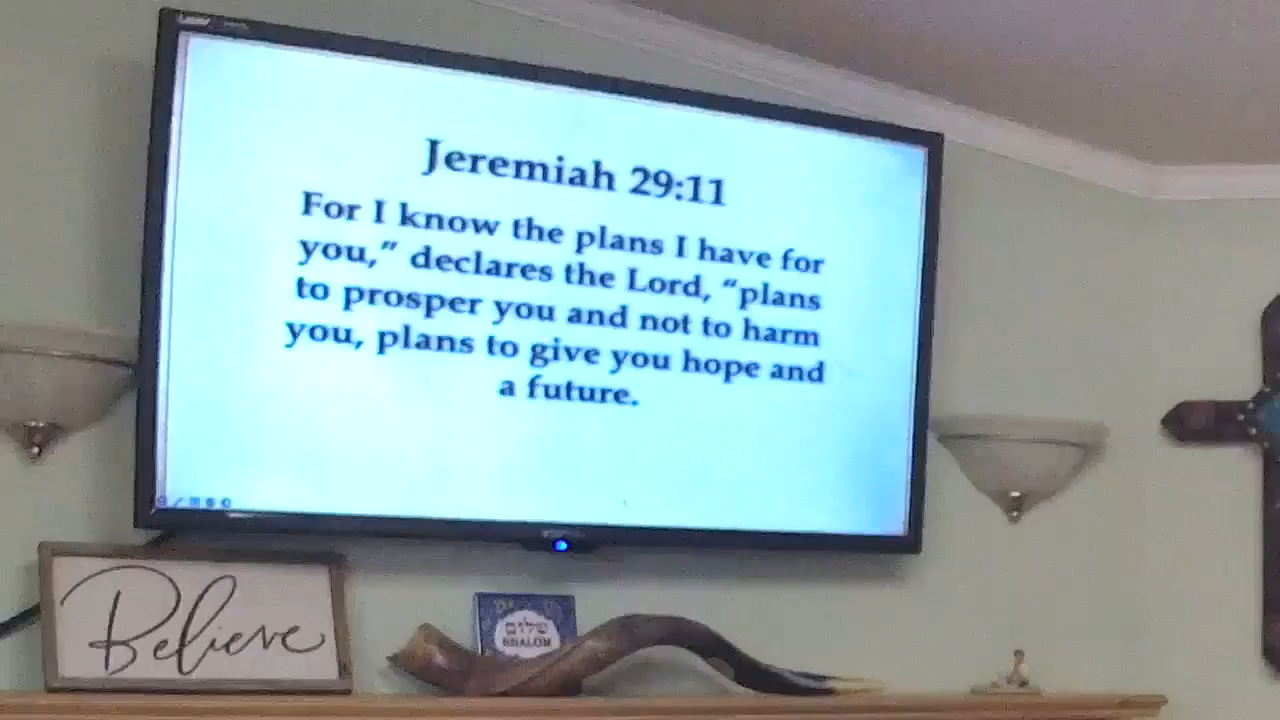 Jeremiah 29:11
For I know the plans I have for
you,” declares the Lord, “plans
to prosper you and not to harm
you, plans to give you hope and
a future.
Believe
שלום
SHALOM